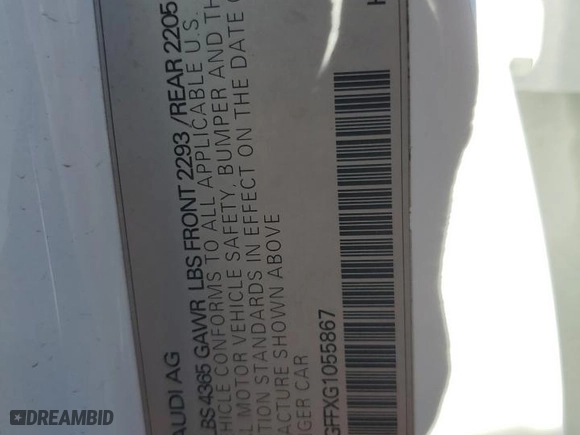 AUDI AG
LBS 4365 GAWR LBS FRONT 2293 /REAR 2205
HICLE CONFORMS TO ALL APPLICABLE U.S.
L MOTOR VEHICLE SAFETY, BUMPER AND TH
TION STANDARDS IN EFFECT ON THE DATE O
ACTURE SHOWN ABOVE
NGER CAR
GFFXG1055867
DREAMBID